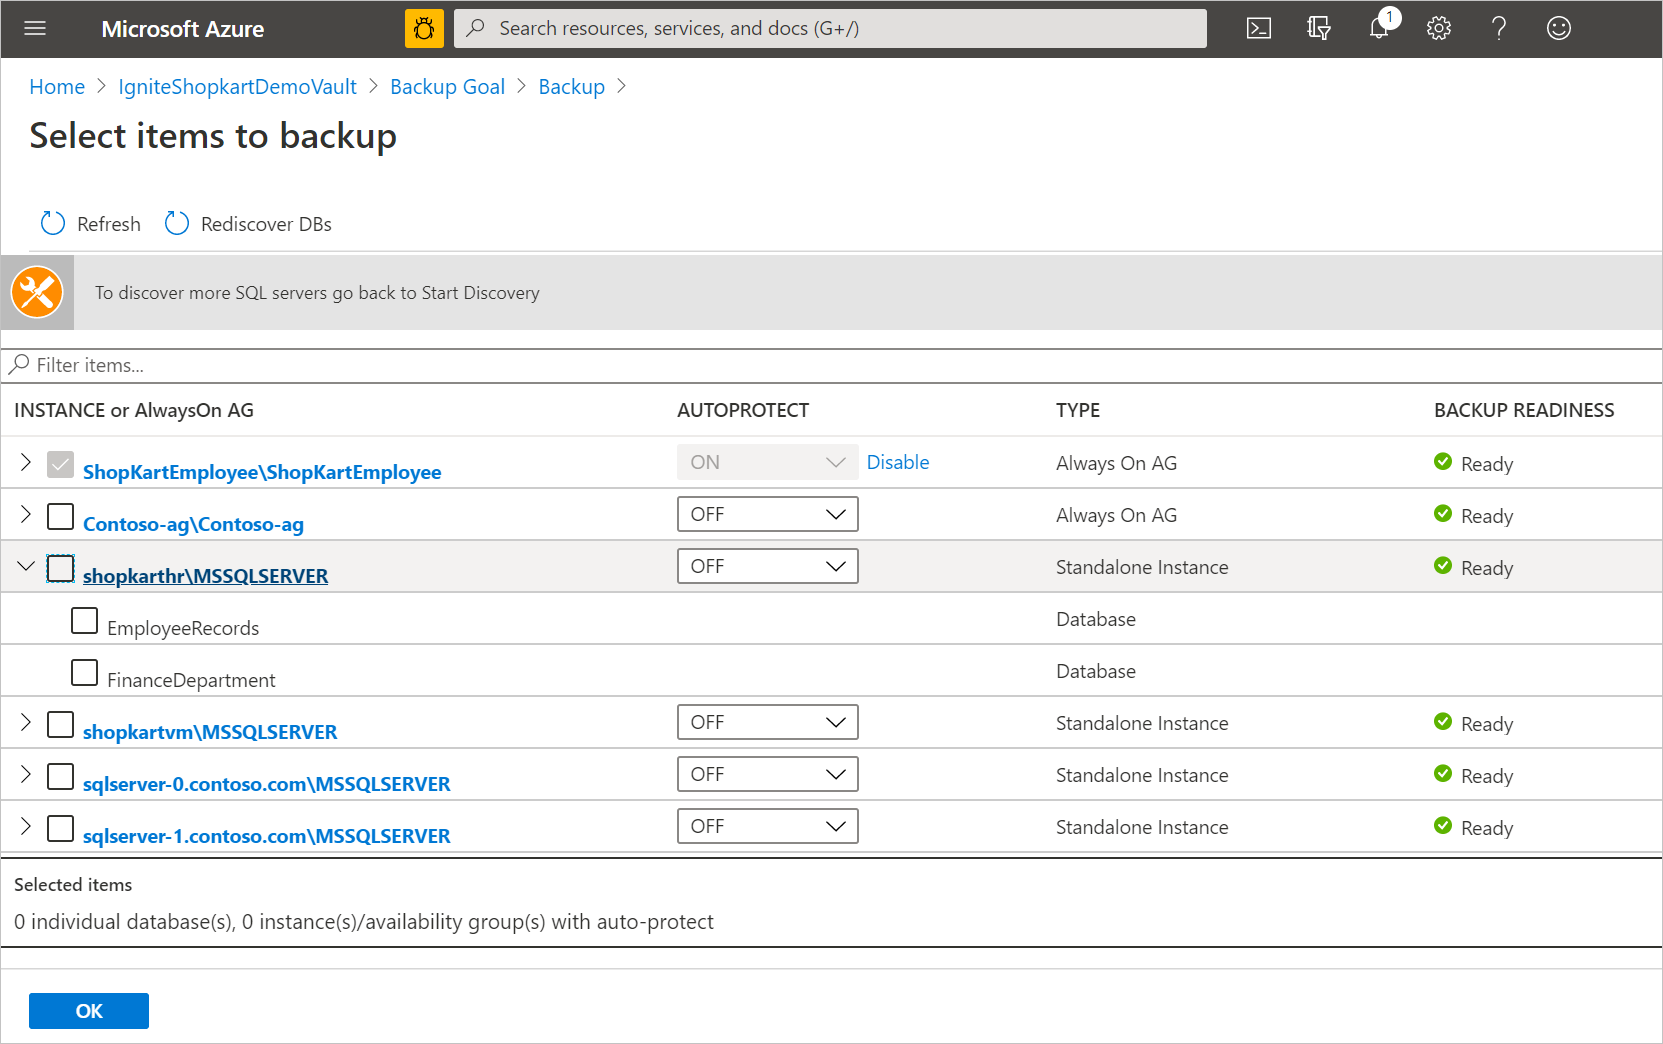 Microsoft Azure
Search resources, services, and docs (G+/)
1
Home > IgniteShopkartDemoVault > Backup Goal > Backup >
Select items to backup
Refresh Rediscover DBs
To discover more SQL servers go back to Start Discovery
Filter items...
INSTANCE or AlwaysOn AG AUTOPROTECT TYPE BACKUP READINESS
ShopKartEmployee\ShopKartEmployee ON Disable Always On AG Ready
Contoso-ag\Contoso-ag OFF Always On AG Ready
shopkarthr\MSSQLSERVER OFF Standalone Instance Ready
EmployeeRecords Database
FinanceDepartment Database
shopkartvm\MSSQLSERVER OFF Standalone Instance Ready
sqlserver-0.contoso.com\MSSQLSERVER OFF Standalone Instance Ready
sqlserver-1.contoso.com\MSSQLSERVER OFF Standalone Instance Ready
Selected items
0 individual database(s), 0 instance(s)/availability group(s) with auto-protect
OK